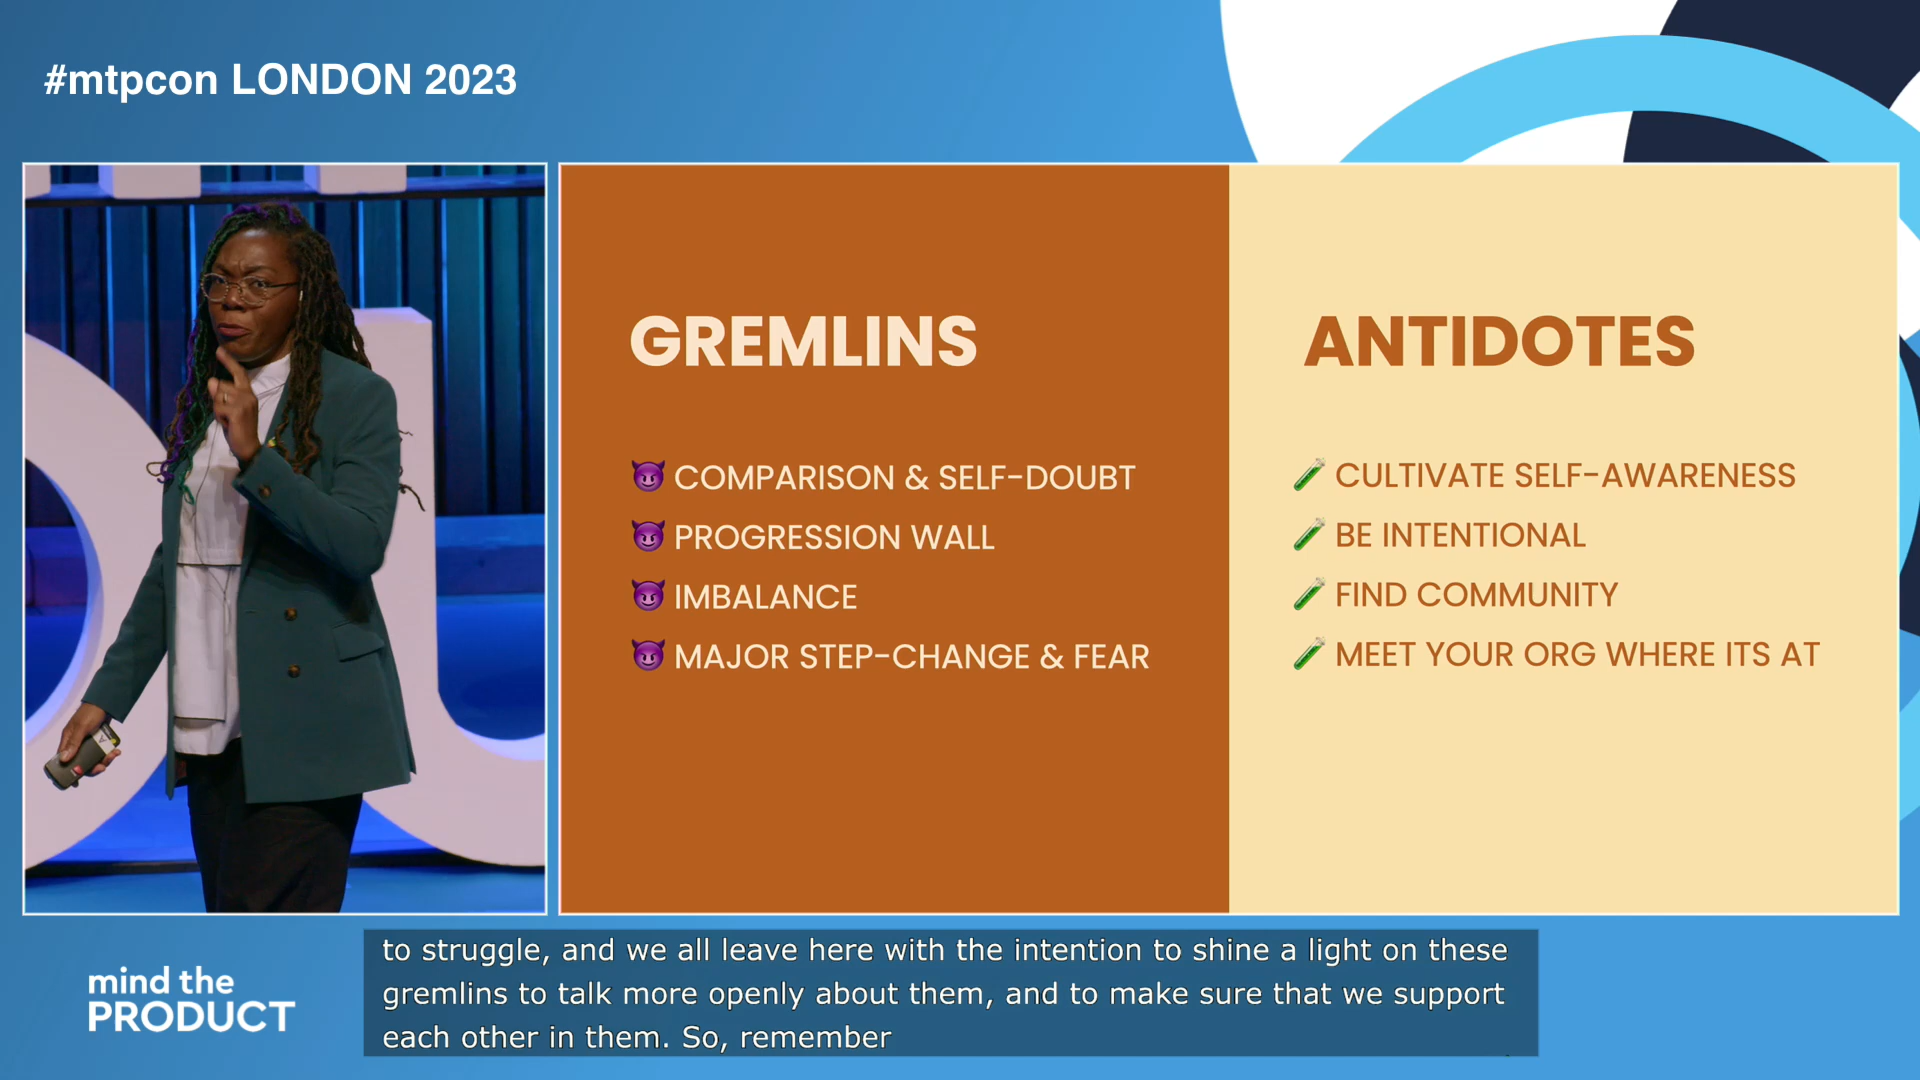 #mtpcon LONDON 2023
GREMLINS
😈 COMPARISON & SELF-DOUBT
😈 PROGRESSION WALL
😈 IMBALANCE
😈 MAJOR STEP-CHANGE & FEAR
ANTIDOTES
🧪 CULTIVATE SELF-AWARENESS
🧪 BE INTENTIONAL
🧪 FIND COMMUNITY
🧪 MEET YOUR ORG WHERE ITS AT
mind the
PRODUCT
to struggle, and we all leave here with the intention to shine a light on these
gremlins to talk more openly about them, and to make sure that we support
each other in them. So, remember